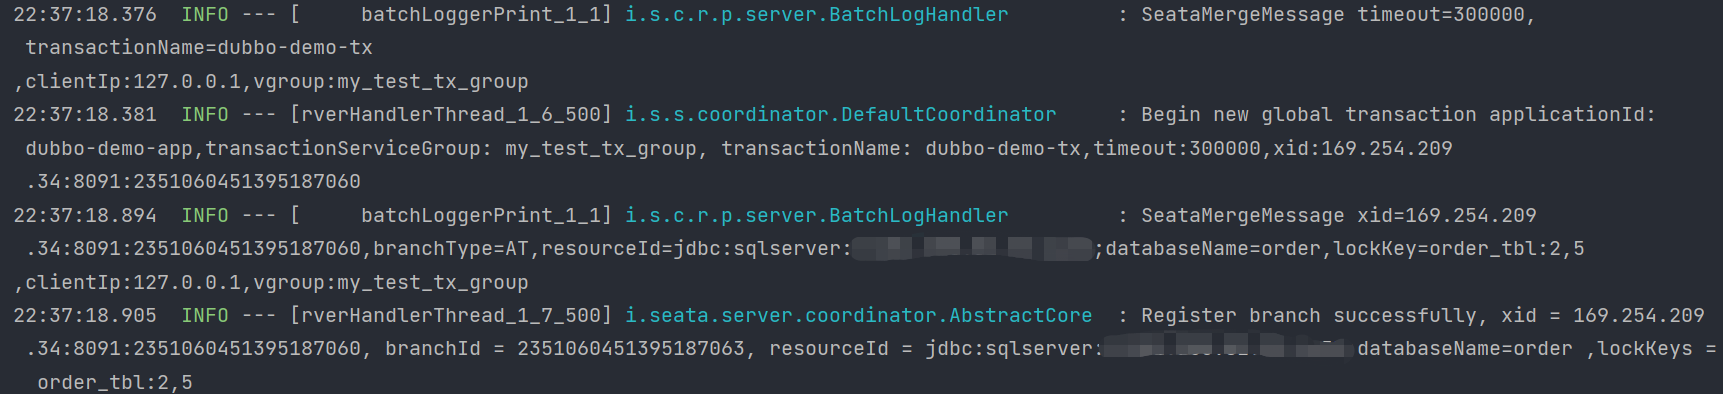 22:37:18.376  INFO --- [     batchLoggerPrint_1_1] i.s.c.r.p.server.BatchLogHandler         : SeataMergeMessage timeout=300000,
transactionName=dubbo-demo-tx
,clientIp:127.0.0.1,vgroup:my_test_tx_group
22:37:18.381  INFO --- [rverHandlerThread_1_6_500] i.s.s.coordinator.DefaultCoordinator     : Begin new global transaction applicationId:
dubbo-demo-app,transactionServiceGroup: my_test_tx_group, transactionName: dubbo-demo-tx,timeout:300000,xid:169.254.209
.34:8091:2351060451395187060
22:37:18.894  INFO --- [     batchLoggerPrint_1_1] i.s.c.r.p.server.BatchLogHandler         : SeataMergeMessage xid=169.254.209
.34:8091:2351060451395187060,branchType=AT,resourceId=jdbc:sqlserver: ;databaseName=order,lockKey=order_tbl:2,5
,clientIp:127.0.0.1,vgroup:my_test_tx_group
22:37:18.905  INFO --- [rverHandlerThread_1_7_500] i.seata.server.coordinator.AbstractCore  : Register branch successfully, xid = 169.254.209
.34:8091:2351060451395187060, branchId = 2351060451395187063, resourceId = jdbc:sqlserver: databaseName=order ,lockKeys =
order_tbl:2,5